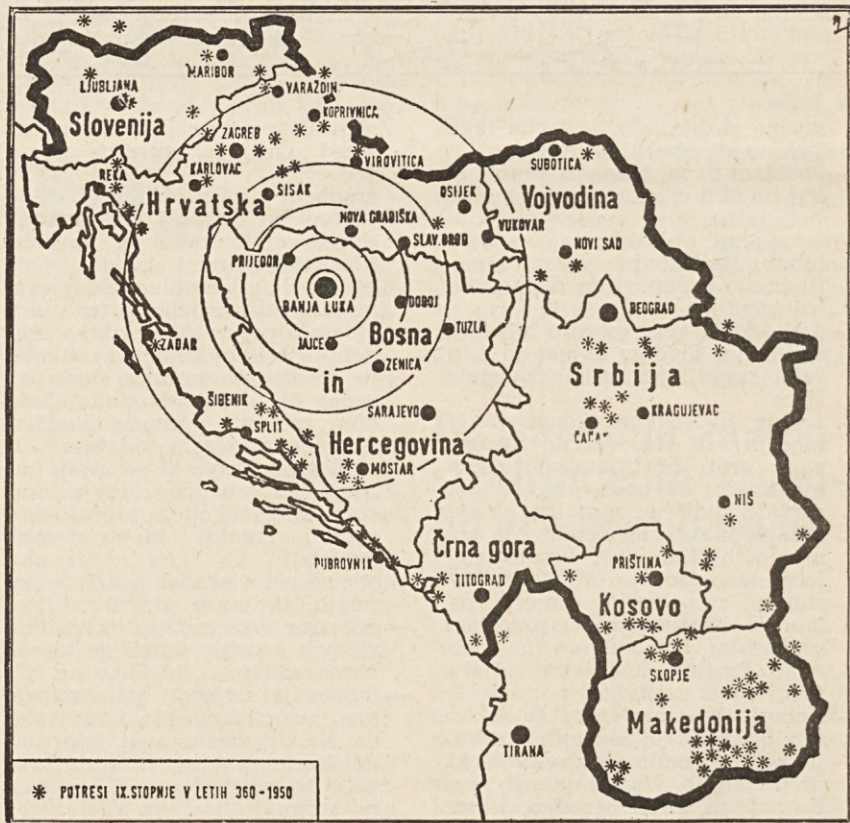 2
MARIBOR
LJUBLJANA
Slovenija
VARAŽDIN
KOPRIVNICA
ZAGREB
VIROVITICA
SUBOTICA
KARLOVAC
REKA
Hrvatska
SISAK
OSIJEK
Vojvodina
NOVA GRADIŠKA
VUKOVAR
SLAV. BROD
NOVI SAD
PRIJEDOR
BANJA LUKA
DOBOJ
BEOGRAD
Bosna
TUZLA
ZADAR
JAJCE
ZENICA
in
Srbija
ŠIBENIK
SARAJEVO
KRAGUJEVAC
SPLIT
ČAČA
Hercegovina
MOSTAR
NIŠ
Črna gora
DUBROVNIK
PRIŠTINA
TITOGRAD
Kosovo
SKOPJE
Makedonija
TIRANA
POTRESI IX. STOPNJE V LETIH 360-1950